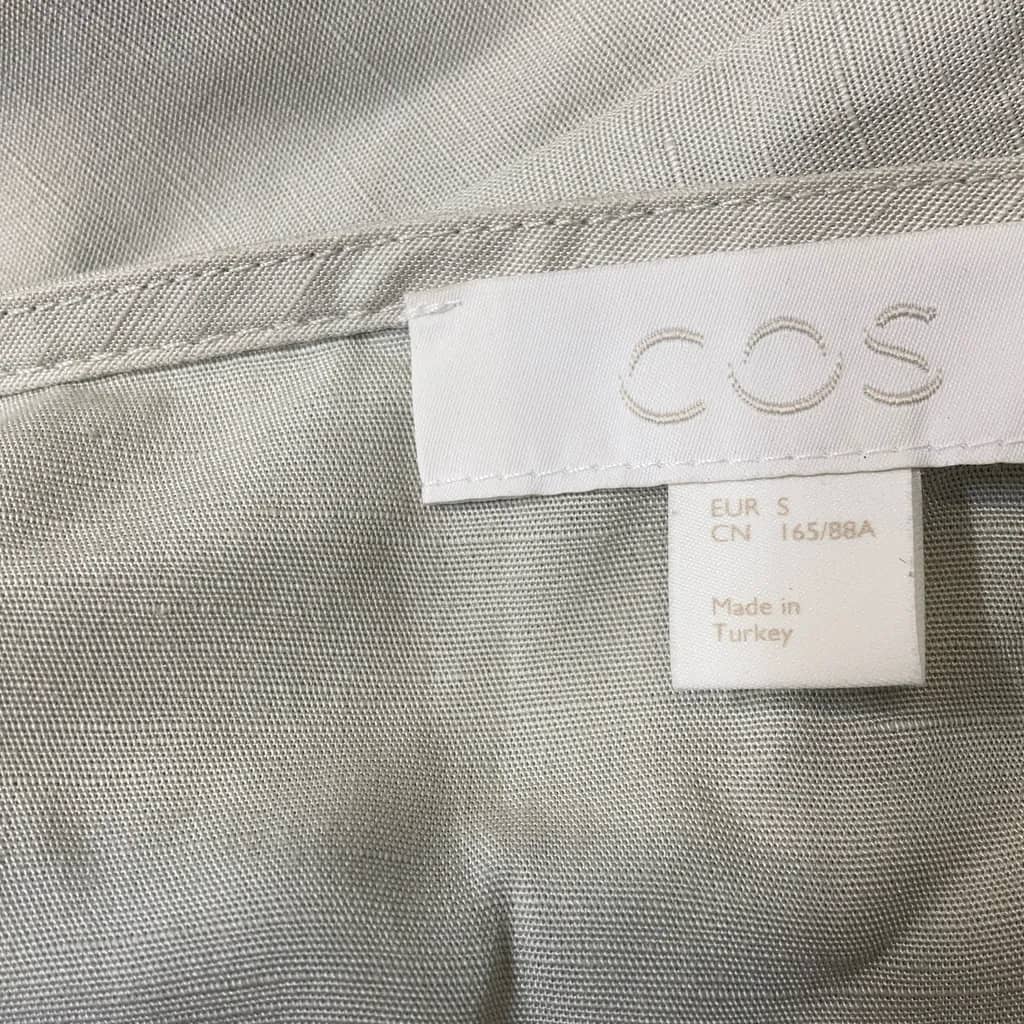 COS
EUR S
CN 165/88A
Made in
Turkey